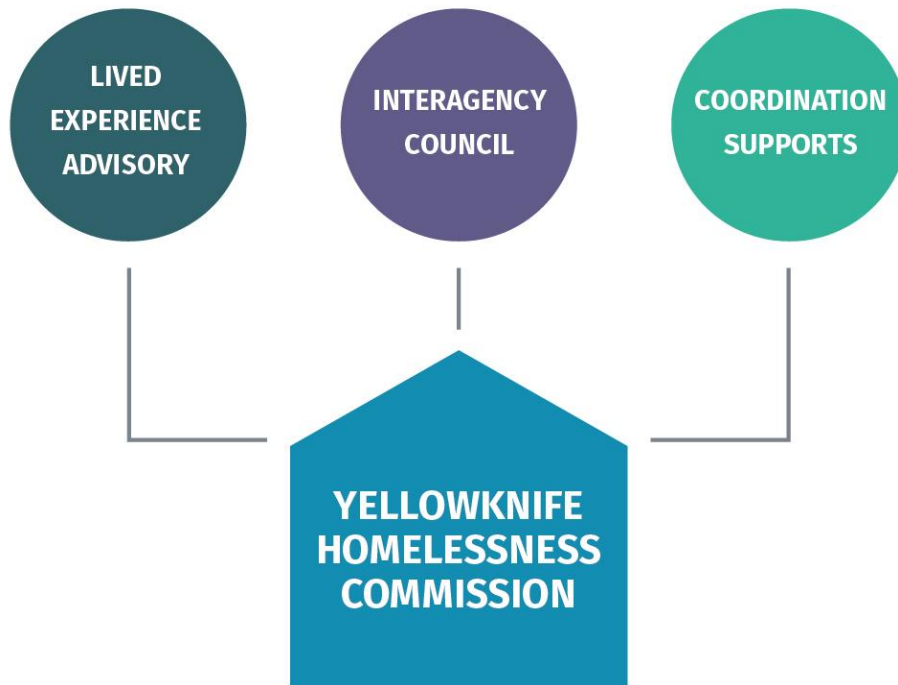 LIVED
EXPERIENCE
ADVISORY
INTERAGENCY
COUNCIL
COORDINATION
SUPPORTS
YELLOWKNIFE
HOMELESSNESS
COMMISSION